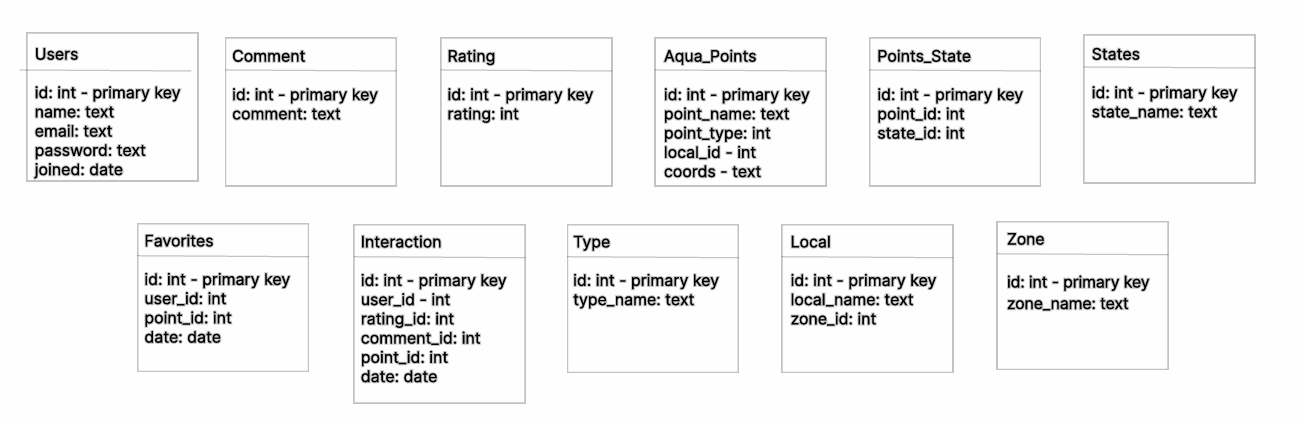 Users
id: int - primary key
name: text
email: text
password: text
joined: date
Comment
id: int - primary key
comment: text
Rating
id: int - primary key
rating: int
Aqua_Points
id: int - primary key
point_name: text
point_type: int
local_id - int
coords - text
Points_State
id: int - primary key
point_id: int
state_id: int
States
id: int - primary key
state_name: text
Favorites
id: int - primary key
user_id: int
point_id: int
date: date
Interaction
id: int - primary key
user_id - int
rating_id: int
comment_id: int
point_id: int
date: date
Type
id: int - primary key
type_name: text
Local
id: int - primary key
local_name: text
zone_id: int
Zone
id: int - primary key
zone_name: text